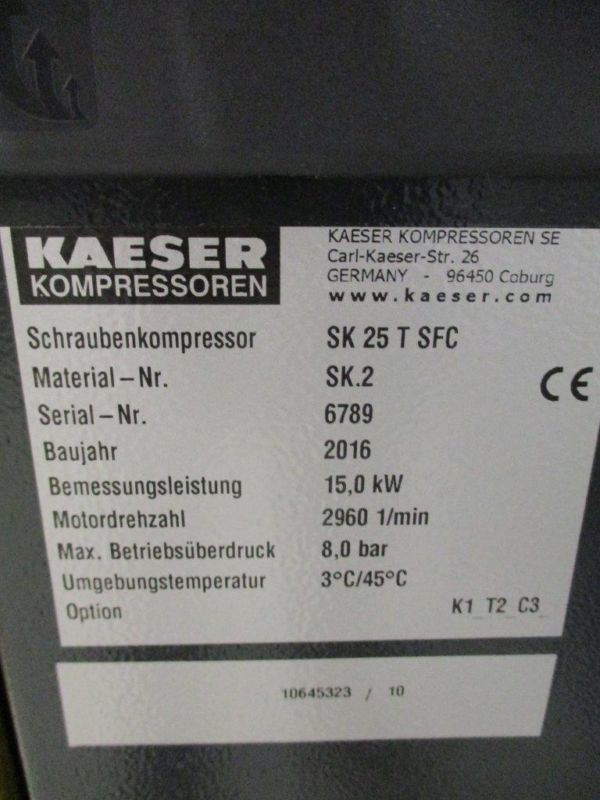 KAESER
KOMPRESSOREN
KAESER KOMPRESSOREN SE
Carl-Kaeser-Str. 26
GERMANY - 96450 Coburg
www.kaeser.com
Schraubenkompressor SK 25 T SFC
Material-Nr. SK.2
CE
Serial-Nr. 6789
Baujahr 2016
Bemessungsleistung 15,0 kW
Motordrehzahl 2960 1/min
Max. Betriebsüberdruck 8,0 bar
Umgebungstemperatur 3°C/45°C
Option K1_T2_C3_
10645323 / 10